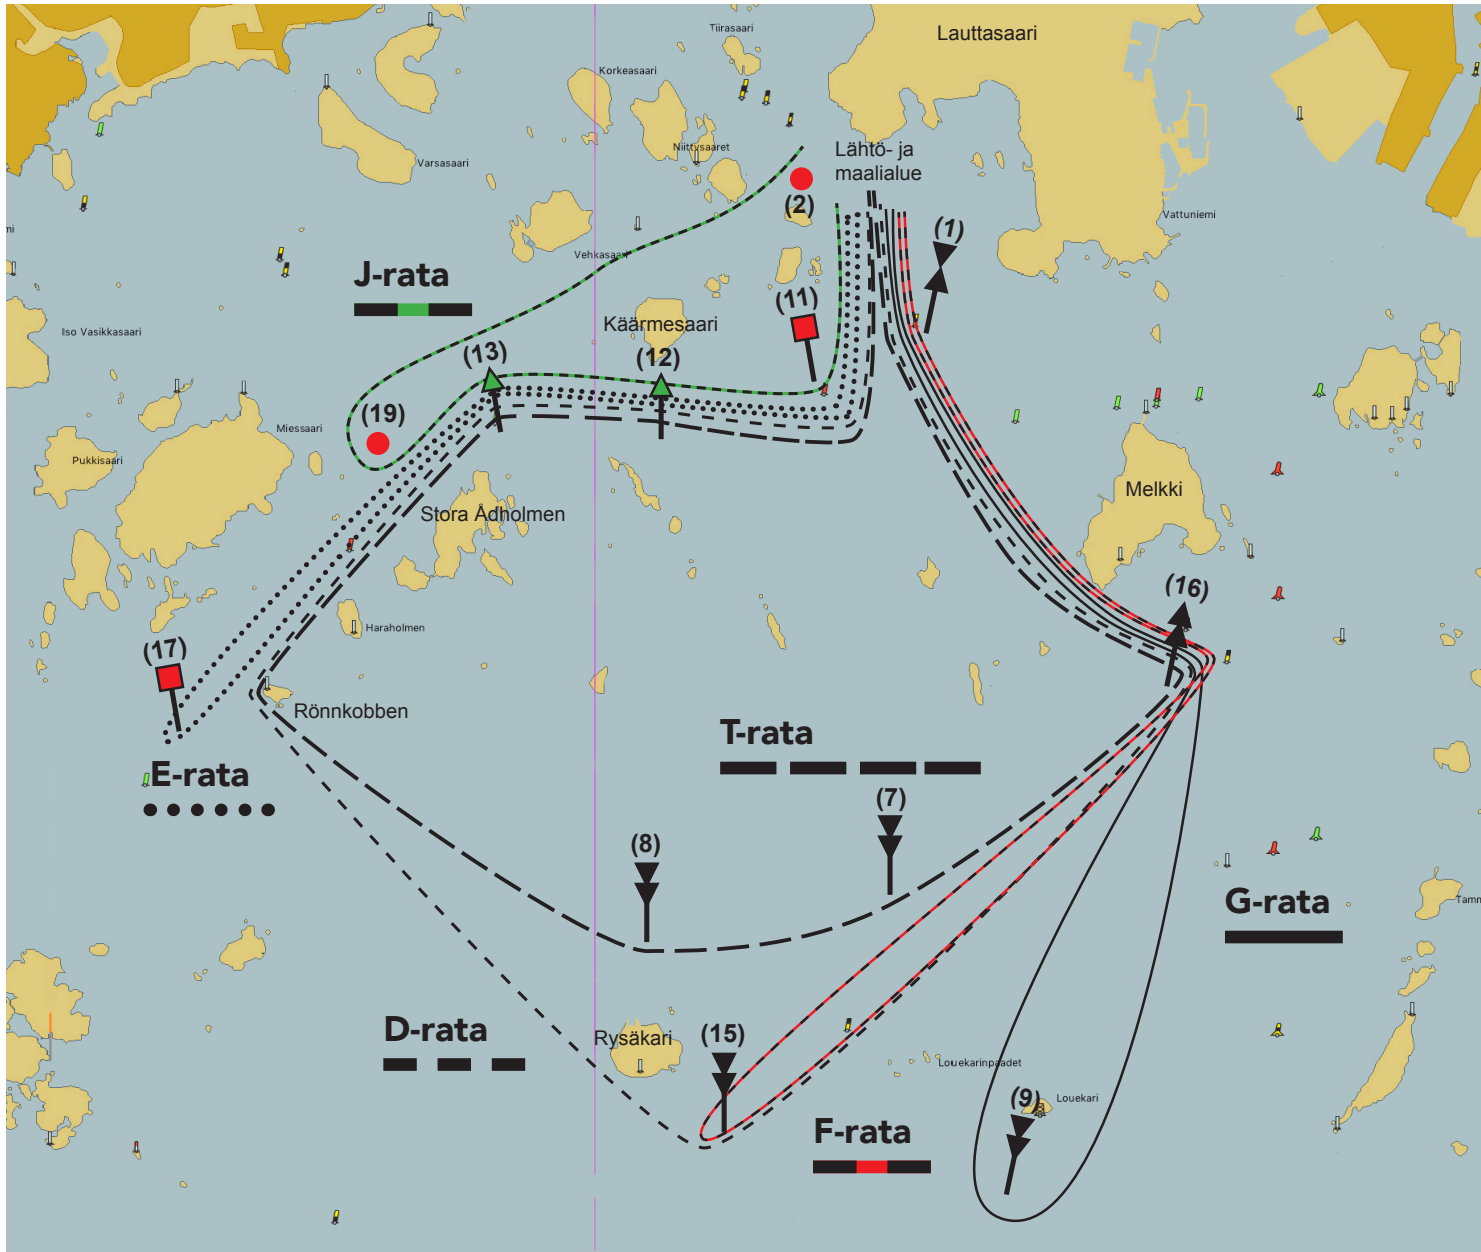 Tiirasaari
Lauttasaari
Korkeasaari
Niittysaaret
Varsasaari
Lähtö- ja
maalialue
(2)
Vattuniemi
(1)
Vehkasaari
mi
J-rata
(11)
Käärmesaari
Iso Vasikkasaari
(13)
(12)
(19)
Miessaari
Pukkisaari
Melkki
Stora Ådholmen
(16)
Haraholmen
(17)
Rönnkobben
T-rata
E-rata
(7)
(8)
G-rata
Tamm
D-rata
Rysäkari
(15)
Louekarinpaadet
(9)
Louekari
F-rata